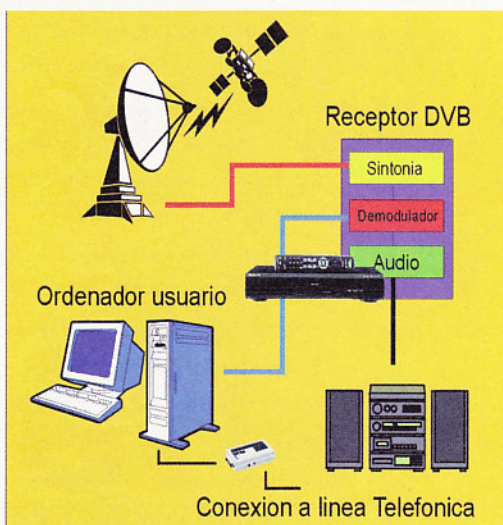 Receptor DVB
Sintonia
Demodulador
Audio
Ordenador usuario
Conexion a linea Telefonica